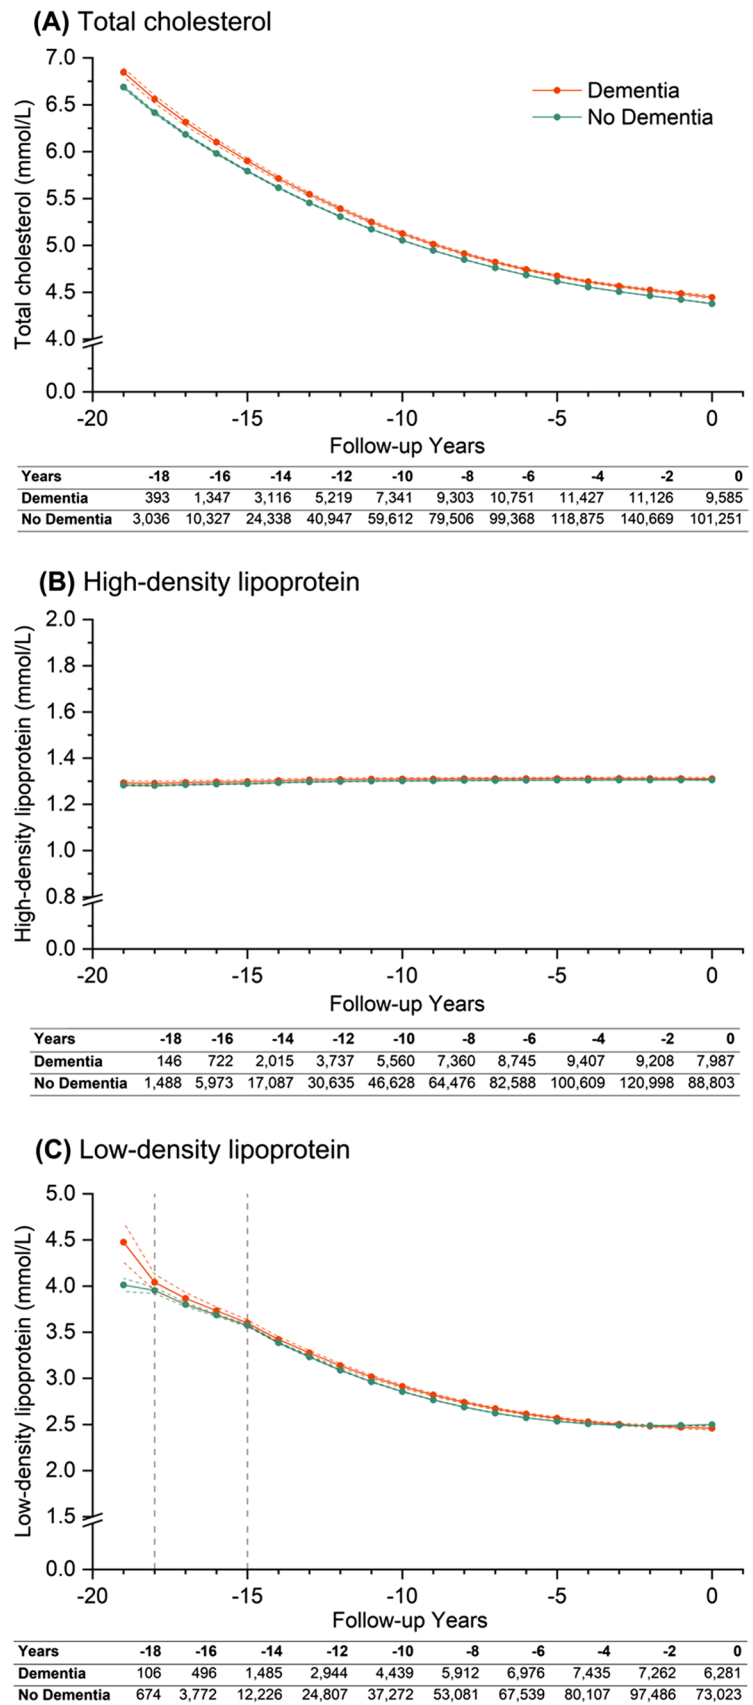 (A) Total cholesterol
Total cholesterol (mmol/L)
7.0
6.5
6.0
5.5
5.0
4.5
4.0
0.0
Dementia
No Dementia
-20 -15 -10 -5 0
Follow-up Years
Years -18 -16 -14 -12 -10 -8 -6 -4 -2 0
Dementia 393 1,347 3,116 5,219 7,341 9,303 10,751 11,427 11,126 9,585
No Dementia 3,036 10,327 24,338 40,947 59,612 79,506 99,368 118,875 140,669 101,251
(B) High-density lipoprotein
High-density lipoprotein (mmol/L)
2.0
1.8
1.6
1.4
1.2
1.0
0.8
0.0
-20 -15 -10 -5 0
Follow-up Years
Years -18 -16 -14 -12 -10 -8 -6 -4 -2 0
Dementia 146 722 2,015 3,737 5,560 7,360 8,745 9,407 9,208 7,987
No Dementia 1,488 5,973 17,087 30,635 46,628 64,476 82,588 100,609 120,998 88,803
(C) Low-density lipoprotein
Low-density lipoprotein (mmol/L)
5.0
4.5
4.0
3.5
3.0
2.5
2.0
1.5
0.0
-20 -15 -10 -5 0
Follow-up Years
Years -18 -16 -14 -12 -10 -8 -6 -4 -2 0
Dementia 106 496 1,485 2,944 4,439 5,912 6,976 7,435 7,262 6,281
No Dementia 674 3,772 12,226 24,807 37,272 53,081 67,539 80,107 97,486 73,023